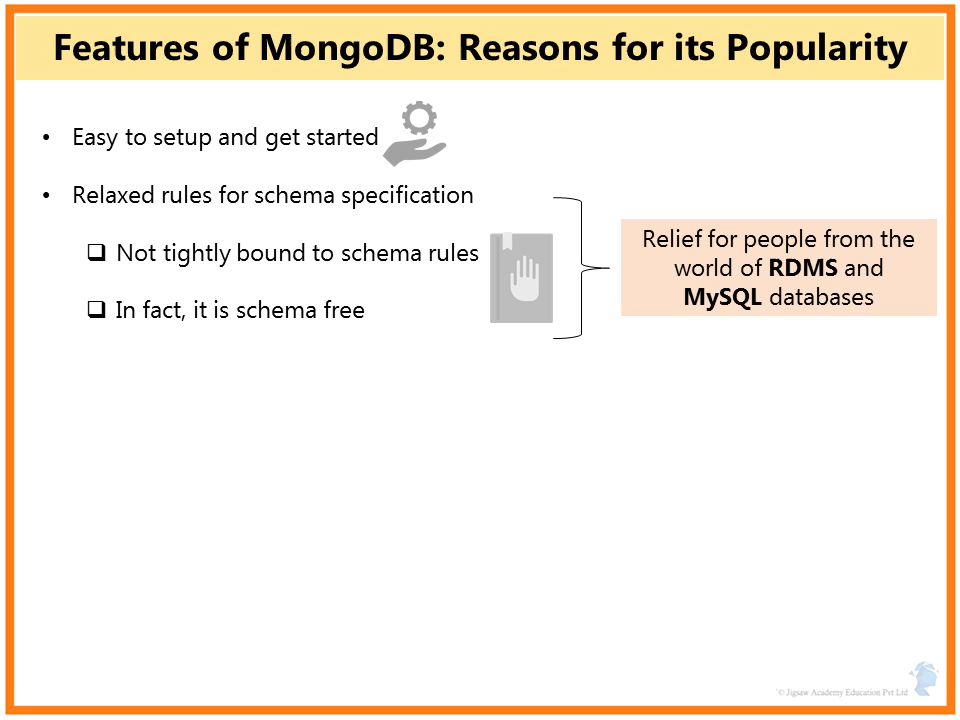 Features of MongoDB: Reasons for its Popularity
• Easy to setup and get started
• Relaxed rules for schema specification
❑ Not tightly bound to schema rules
❑ In fact, it is schema free
Relief for people from the
world of RDMS and
MySQL databases
© Jigsaw Academy Education Pvt Ltd